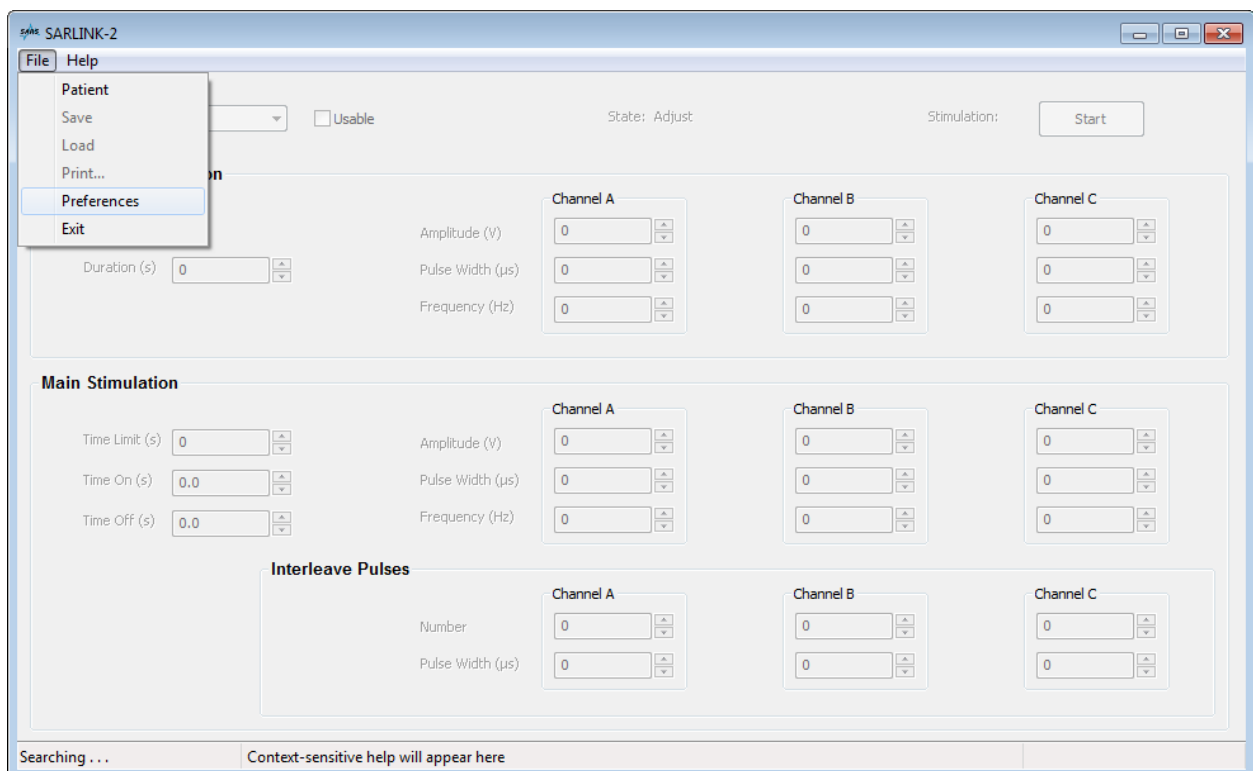 SARS SARLINK-2
File Help
Patient
Save
Load
Print...
Preferences
Exit
Usable
State: Adjust
Stimulation:
Start
on
Channel A
Channel B
Channel C
Amplitude (V)
0
0
0
Duration (s)
0
Pulse Width (µs)
0
0
0
Frequency (Hz)
0
0
0
Main Stimulation
Channel A
Channel B
Channel C
Time Limit (s)
0
Amplitude (V)
0
0
0
Time On (s)
0.0
Pulse Width (µs)
0
0
0
Time Off (s)
0.0
Frequency (Hz)
0
0
0
Interleave Pulses
Channel A
Channel B
Channel C
Number
0
0
0
Pulse Width (µs)
0
0
0
Searching . . .
Context-sensitive help will appear here